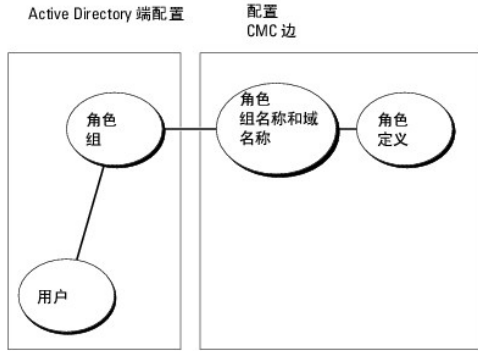 Active Directory 端配置
配置
CMC 边
角色
组
角色
组名称和域
名称
角色
定义
用户